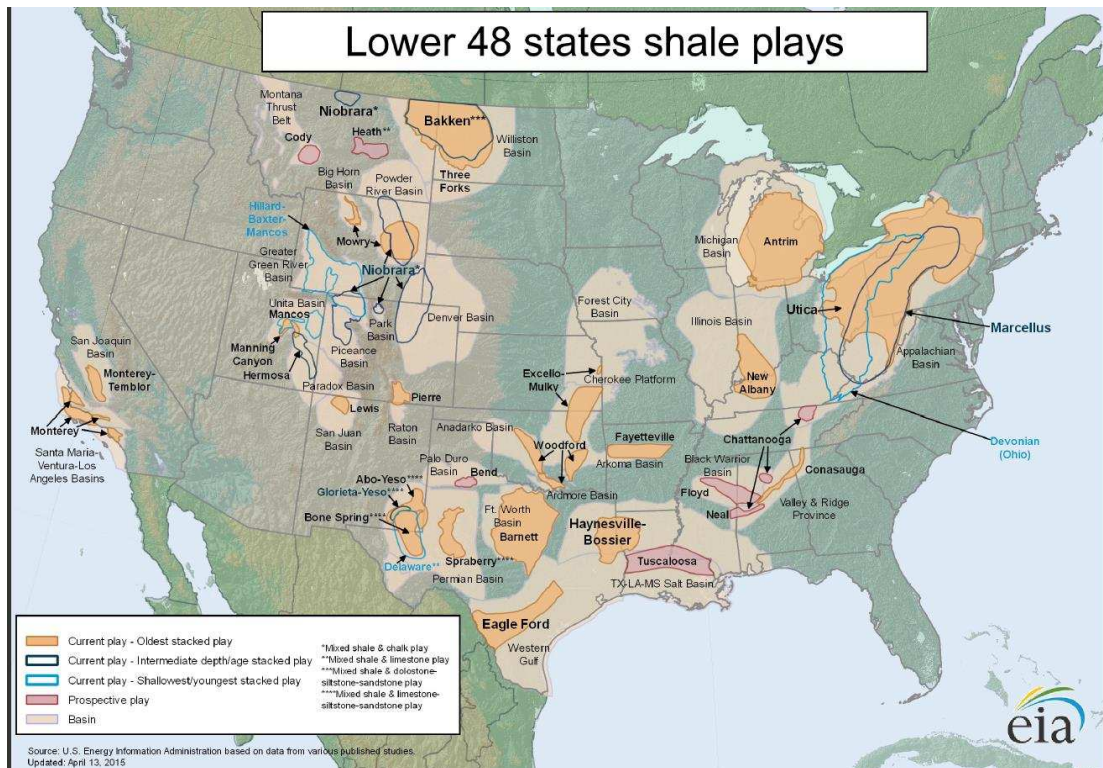 Lower 48 states shale plays
Montana
Thrust
Belt
Cody
Niobrara*
Heath**
Bakken***
Williston
Basin
Big Horn
Basin
Powder
River Basin
Three
Forks
Hillard-
Baxter-
Mancos
Mowry
Greater
Green River
Basin
Niobrara*
Unita Basin
Mancos
Park
Basin
Denver Basin
Manning
Canyon
Hermosa
Piceance
Basin
Paradox Basin
San Joaquin
Basin
Monterey-
Temblor
Monterey
Santa Maria-
Ventura-Los
Angeles Basins
Lewis
San Juan
Basin
Pierre
Raton
Basin
Anadarko Basin
Palo Duro
Basin
Bend
Abo-Yeso****
Glorieta-Yeso****
Bone Spring****
Delaware**
Spraberry****
Permian Basin
Ft. Worth
Basin
Barnett
Forest City
Basin
Excello-
Mulky
Cherokee Platform
Woodford
Ardmore Basin
Arkoma Basin
Fayetteville
Haynesville-
Bossier
Tuscaloosa
TX-LA-MS Salt Basin
Eagle Ford
Western
Gulf
Michigan
Basin
Antrim
Illinois Basin
New
Albany
Utica
Marcellus
Appalachian
Basin
Devonian
(Ohio)
Chattanooga
Black Warrior
Basin
Floyd
Neal
Conasauga
Valley & Ridge
Province
Current play - Oldest stacked play
Current play - Intermediate depth/age stacked play
Current play - Shallowest/youngest stacked play
Prospective play
Basin
*Mixed shale & chalk play
**Mixed shale & limestone play
***Mixed shale & dolostone-
siltstone-sandstone play
****Mixed shale & limestone-
siltstone-sandstone play
Source: U.S. Energy Information Administration based on data from various published studies.
Updated: April 13, 2015
eia